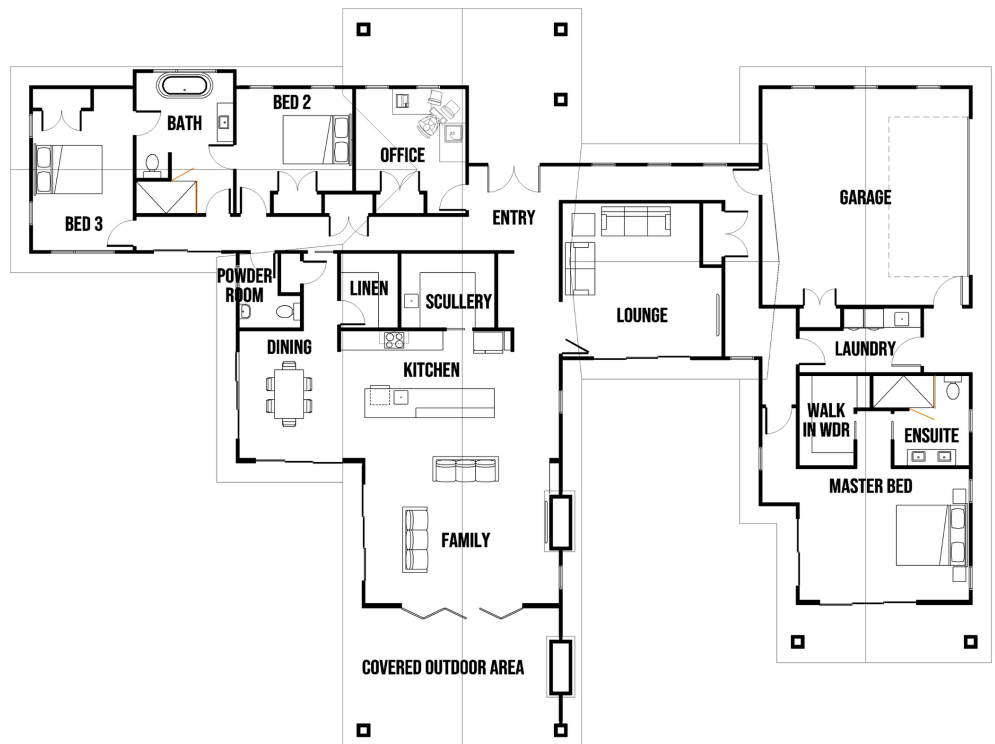 BED 2
BATH
OFFICE
BED 3
ENTRY
GARAGE
POWDER
ROOM
LINEN
SCULLERY
LOUNGE
DINING
KITCHEN
LAUNDRY
WALK
IN WDR
ENSUITE
MASTER BED
FAMILY
COVERED OUTDOOR AREA